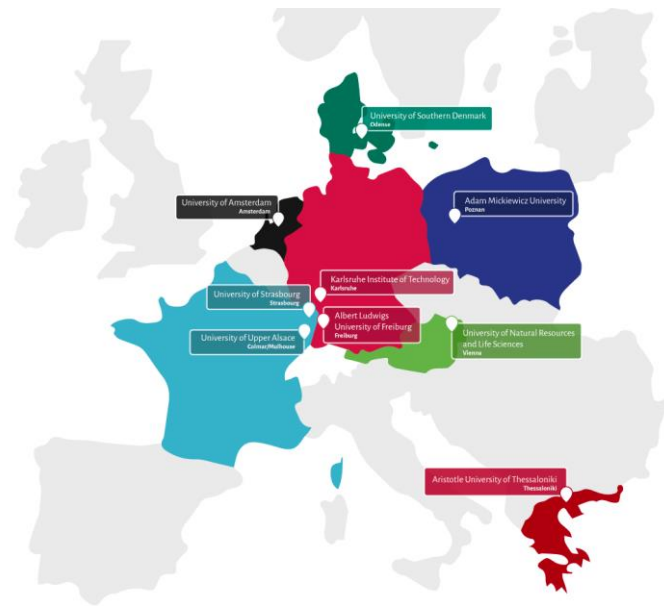 University of Southern Denmark
Odense
University of Amsterdam
Amsterdam
Adam Mickiewicz University
Poznan
Karlsruhe Institute of Technology
Karlsruhe
University of Strasbourg
Strasbourg
Albert Ludwigs
University of Freiburg
Freiburg
University of Upper Alsace
Colmar/Mulhouse
University of Natural Resources
and Life Sciences
Vienna
Aristotle University of Thessaloniki
Thessaloniki